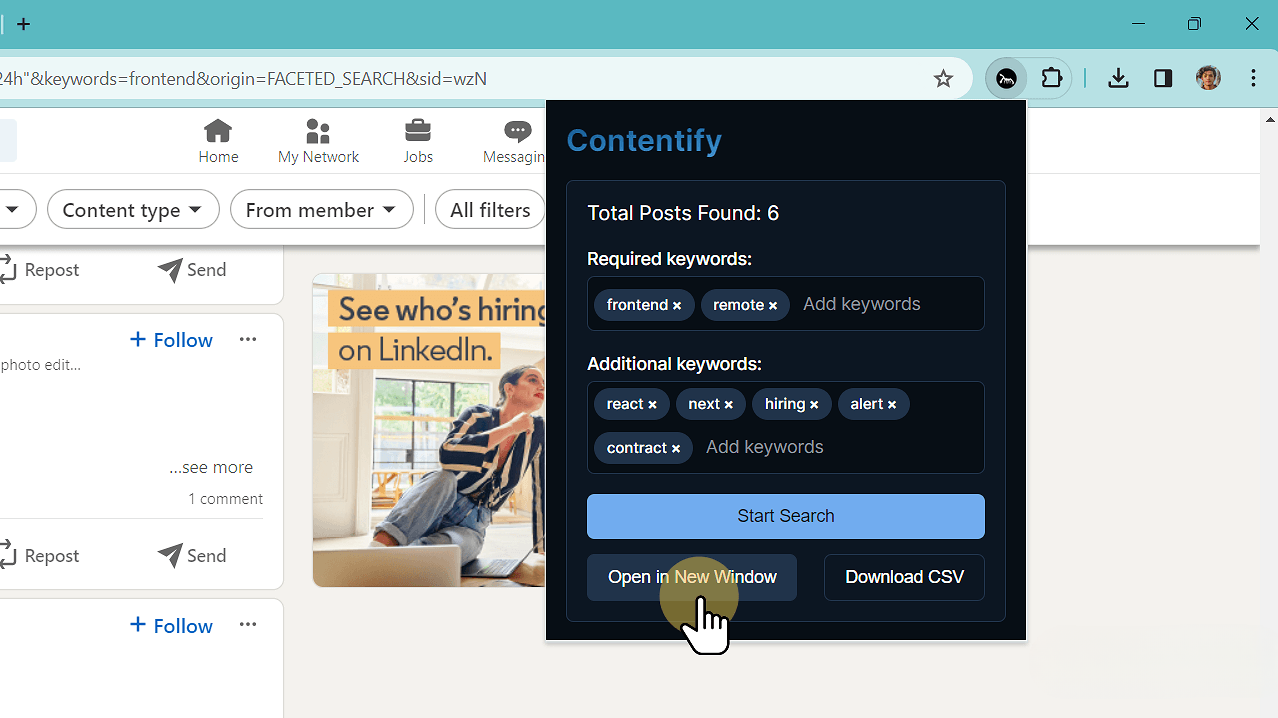 24h"&keywords=frontend&origin=FACETED_SEARCH&sid=wzN
Home
My Network
Jobs
Messagin
Content type
From member
All filters
Repost
Send
+ Follow
photo edit...
...see more
1 comment
Repost
Send
+ Follow
See who's hiring
on LinkedIn.
Contentify
Total Posts Found: 6
Required keywords:
frontend × remote × Add keywords
Additional keywords:
react × next × hiring × alert ×
contract × Add keywords
Start Search
Open in New Window
Download CSV